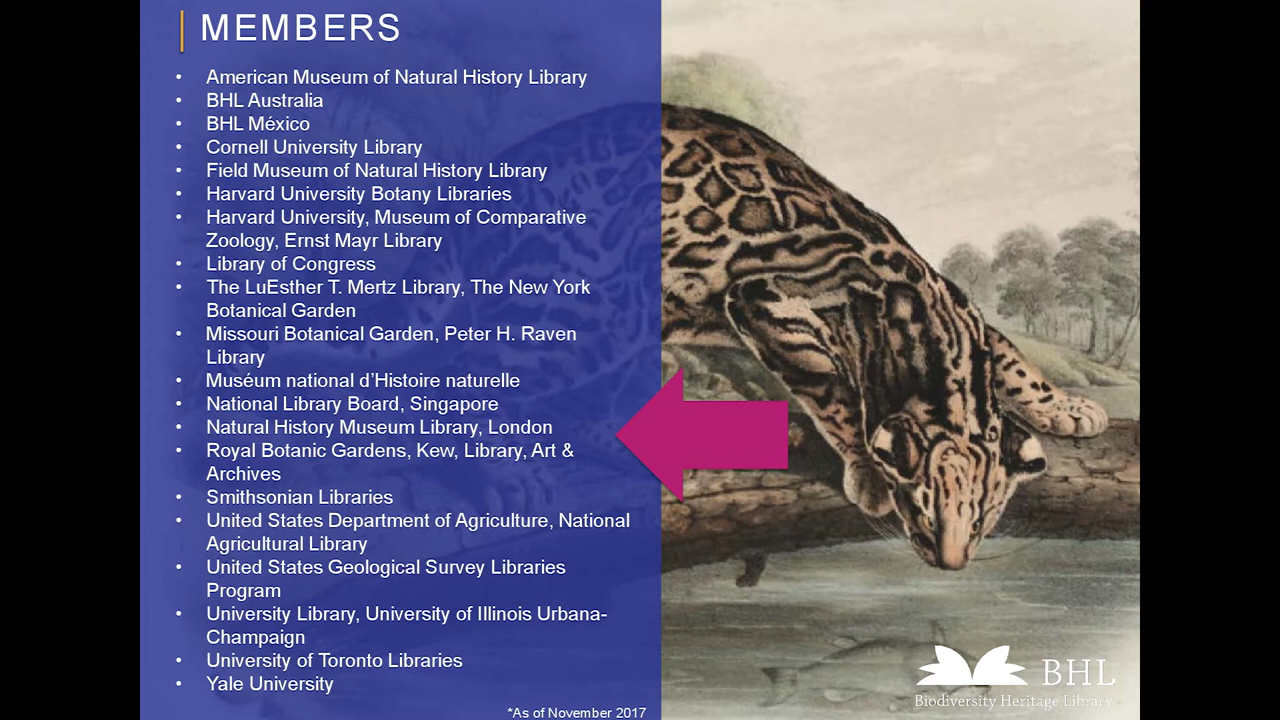 MEMBERS
• American Museum of Natural History Library
• BHL Australia
• BHL México
• Cornell University Library
• Field Museum of Natural History Library
• Harvard University Botany Libraries
• Harvard University, Museum of Comparative
Zoology, Ernst Mayr Library
• Library of Congress
• The LuEsther T. Mertz Library, The New York
Botanical Garden
• Missouri Botanical Garden, Peter H. Raven
Library
• Muséum national d’Histoire naturelle
• National Library Board, Singapore
• Natural History Museum Library, London
• Royal Botanic Gardens, Kew, Library, Art &
Archives
• Smithsonian Libraries
• United States Department of Agriculture, National
Agricultural Library
• United States Geological Survey Libraries
Program
• University Library, University of Illinois Urbana-
Champaign
• University of Toronto Libraries
• Yale University
*As of November 2017
BHL
Biodiversity Heritage Library